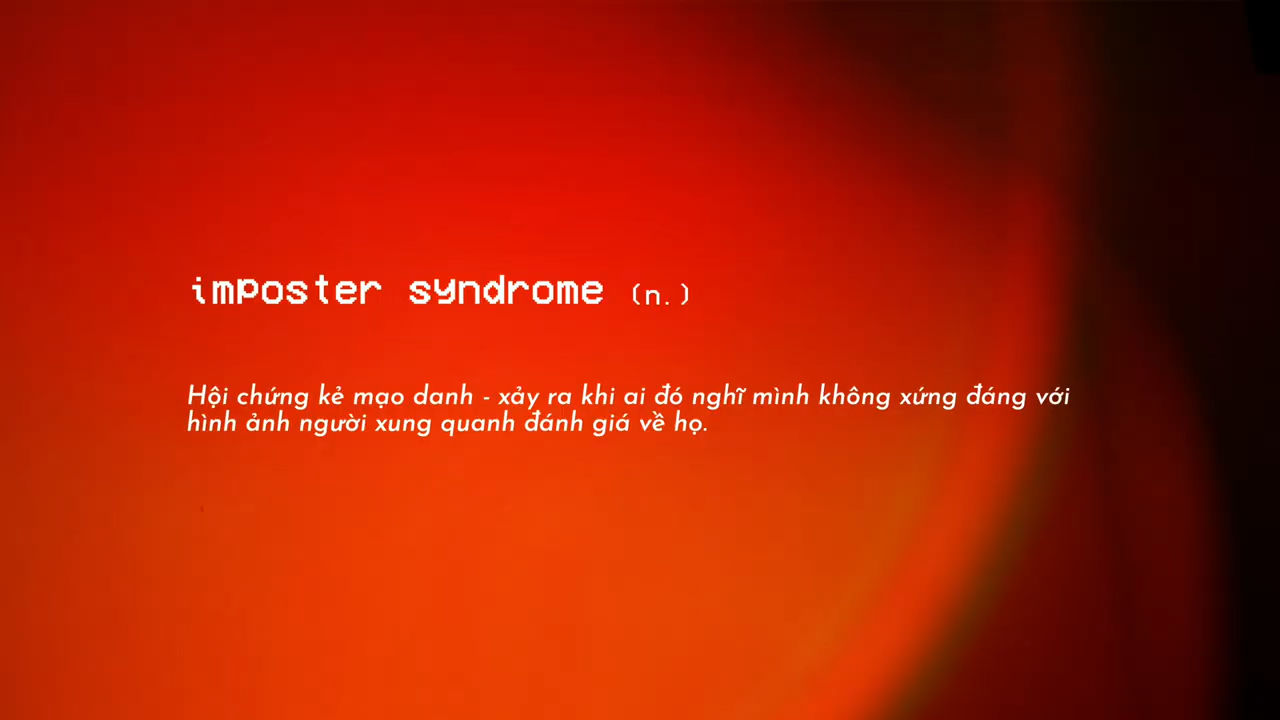 imposter syndrome (n.)
Hội chứng kẻ mạo danh - xảy ra khi ai đó nghĩ mình không xứng đáng với
hình ảnh người xung quanh đánh giá về họ.